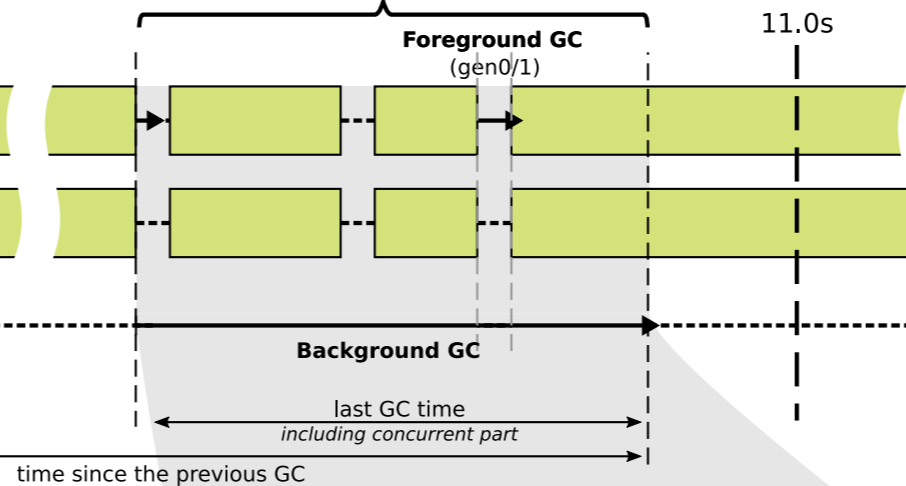 11.0s
Foreground GC
(gen0/1)
Background GC
last GC time
including concurrent part
time since the previous GC